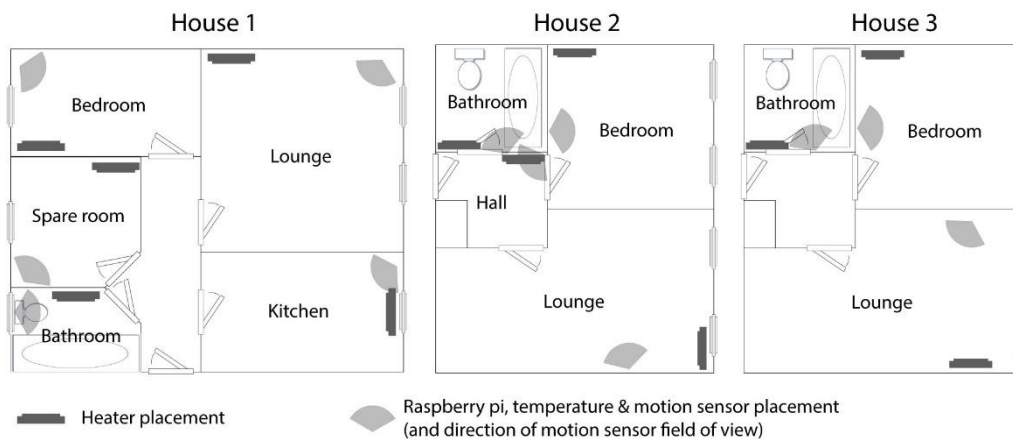 House 1
House 2
House 3
Bedroom
Lounge
Spare room
Bathroom
Kitchen
Bathroom
Bedroom
Hall
Lounge
Bathroom
Bedroom
Lounge
Heater placement
Raspberry pi, temperature & motion sensor placement
(and direction of motion sensor field of view)